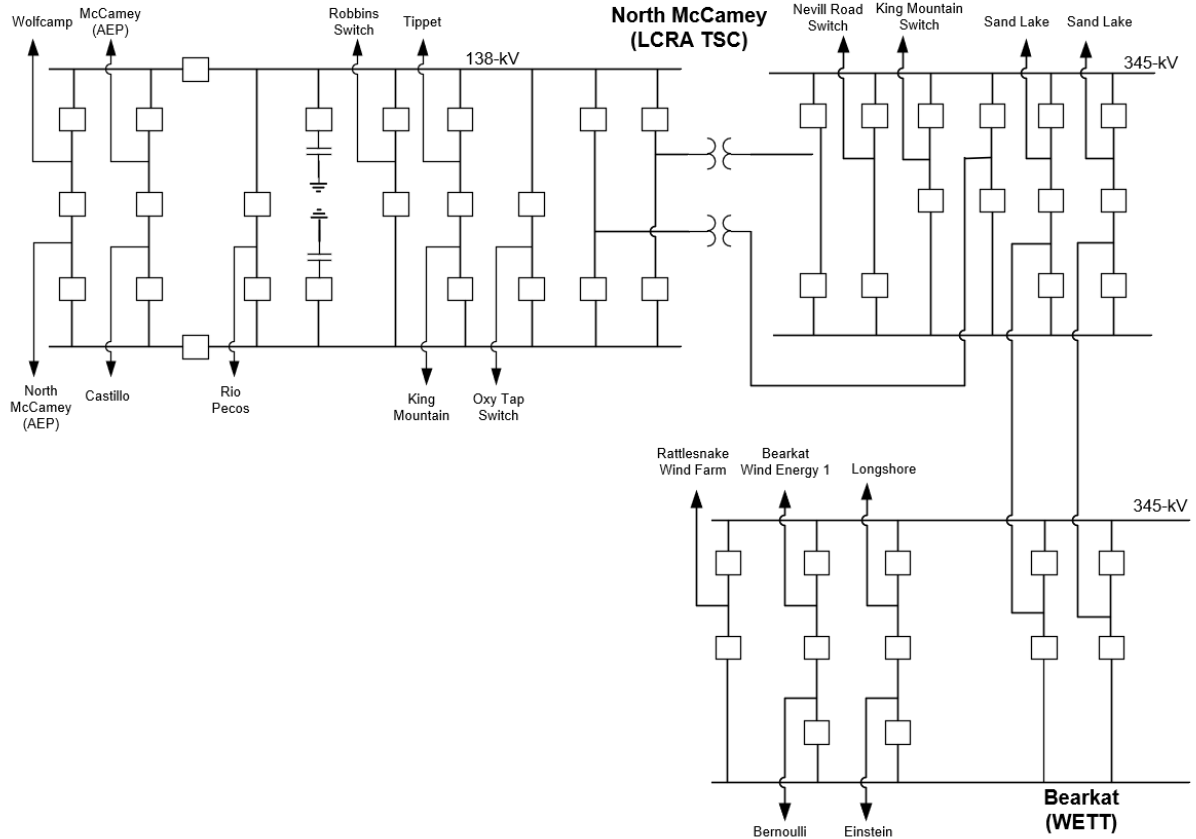 Wolfcamp
McCamey
(AEP)
Robbins
Switch
Tippet
North McCamey
(LCRA TSC)
Nevill Road
Switch
King Mountain
Switch
Sand Lake
Sand Lake
138-kV
345-kV
North
McCamey
(AEP)
Castillo
Rio
Pecos
King
Mountain
Oxy Tap
Switch
Rattlesnake
Wind Farm
Bearkat
Wind Energy 1
Longshore
345-kV
Bernoulli
Einstein
Bearkat
(WETT)